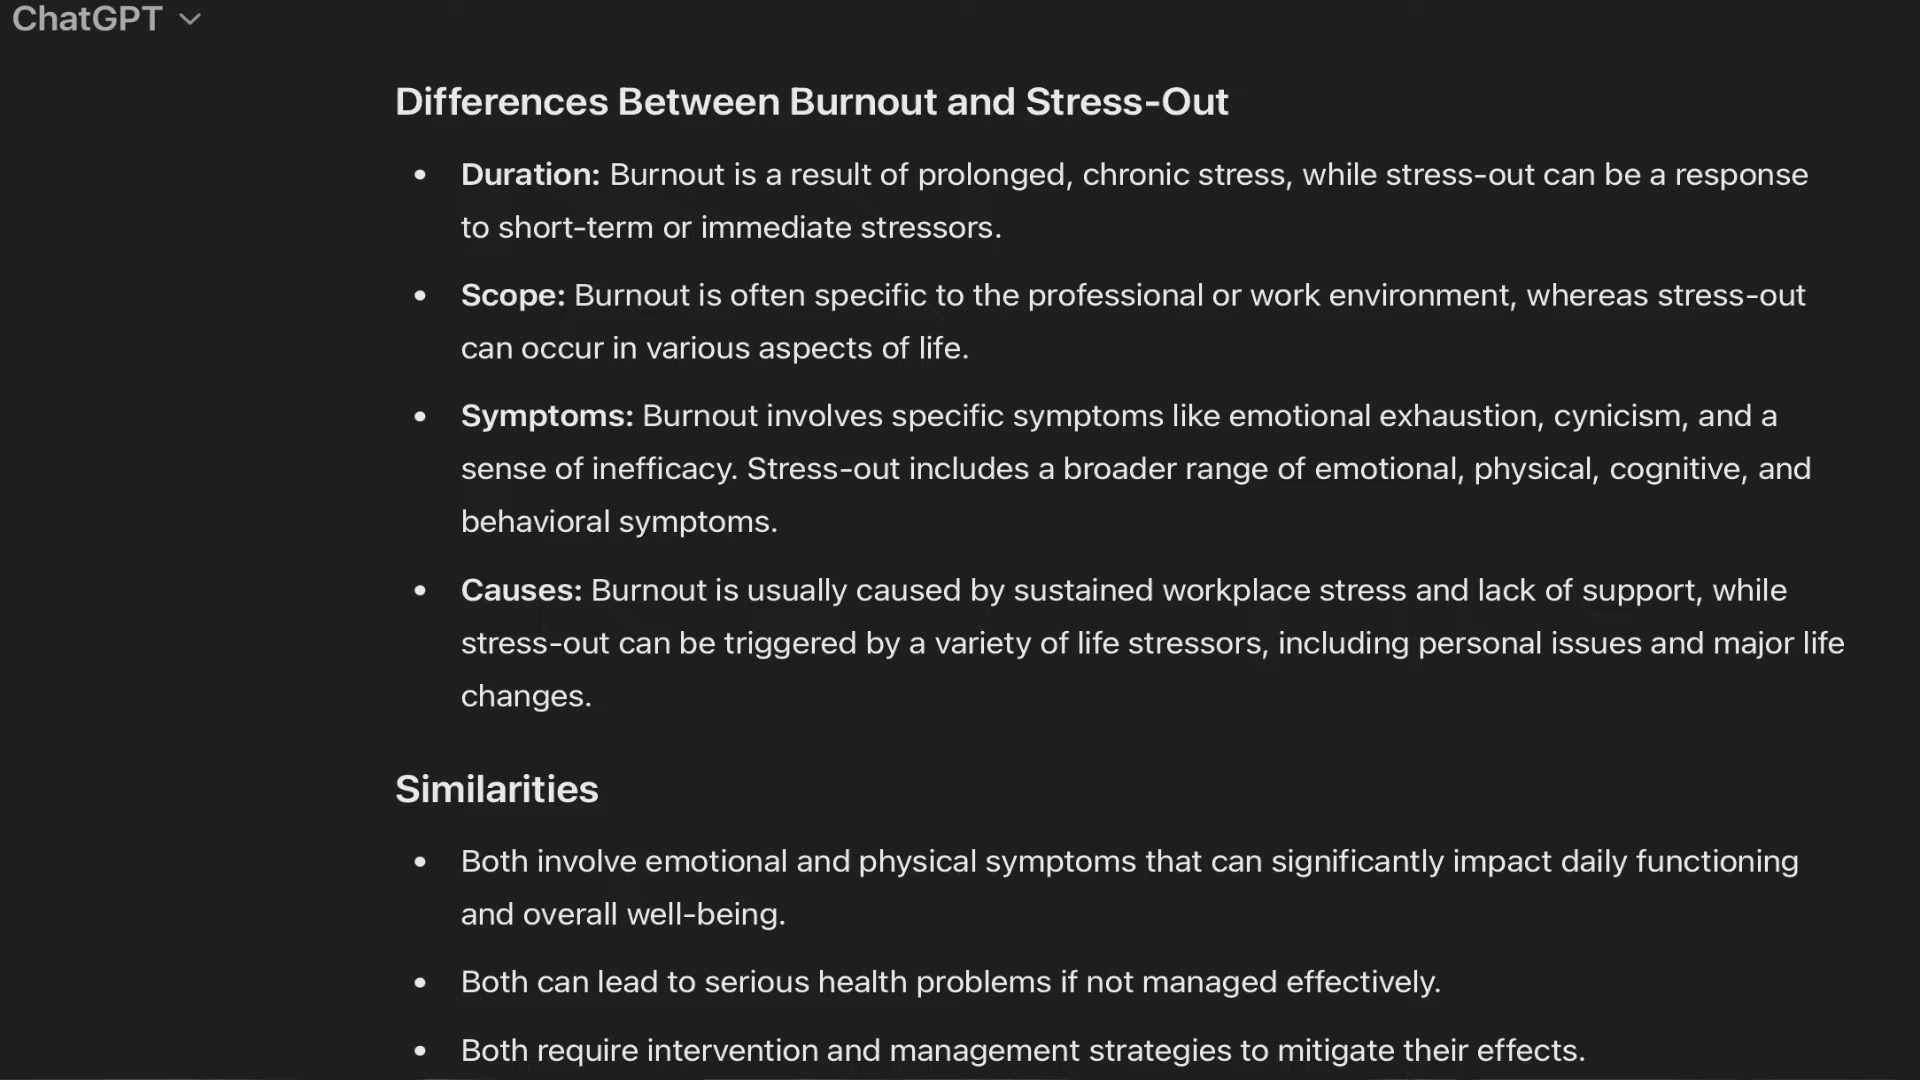 ChatGPT
Differences Between Burnout and Stress-Out
• Duration: Burnout is a result of prolonged, chronic stress, while stress-out can be a response
to short-term or immediate stressors.
• Scope: Burnout is often specific to the professional or work environment, whereas stress-out
can occur in various aspects of life.
• Symptoms: Burnout involves specific symptoms like emotional exhaustion, cynicism, and a
sense of inefficacy. Stress-out includes a broader range of emotional, physical, cognitive, and
behavioral symptoms.
• Causes: Burnout is usually caused by sustained workplace stress and lack of support, while
stress-out can be triggered by a variety of life stressors, including personal issues and major life
changes.
Similarities
• Both involve emotional and physical symptoms that can significantly impact daily functioning
and overall well-being.
• Both can lead to serious health problems if not managed effectively.
• Both require intervention and management strategies to mitigate their effects.